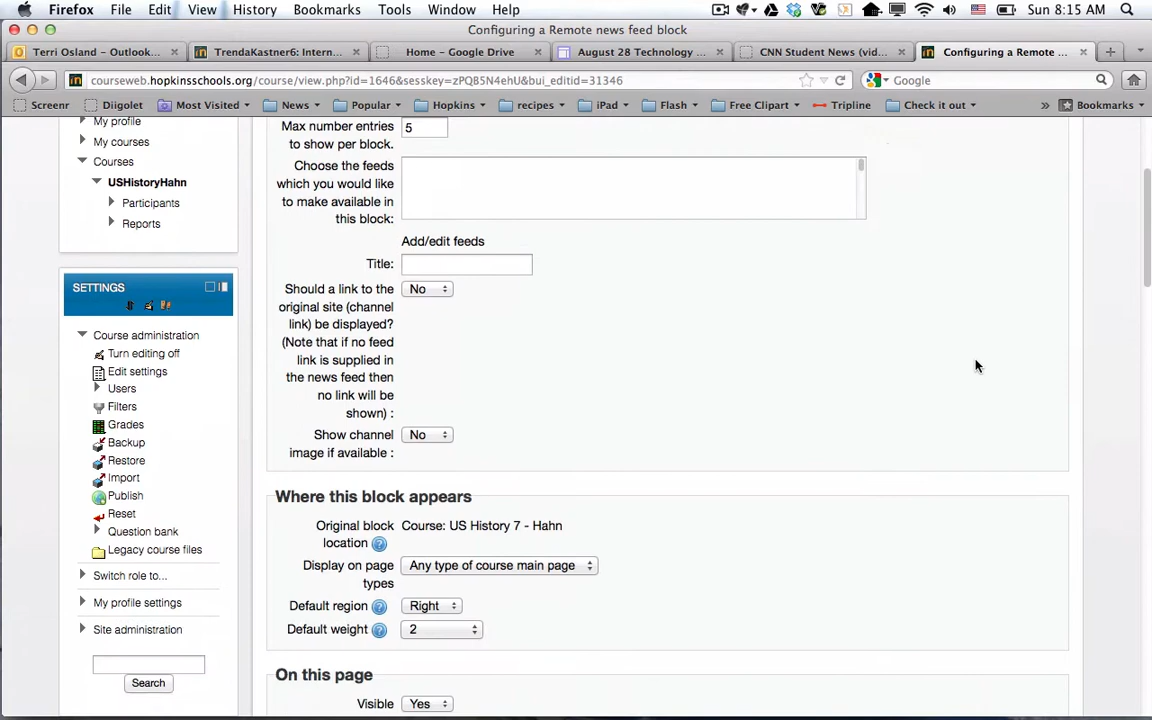 Firefox File Edit View History Bookmarks Tools Window Help Sun 8:15 AM
Configuring a Remote news feed block
Terri Osland – Outlook... TrendaKastner6: Intern... Home – Google Drive August 28 Technology ... CNN Student News (vid... Configuring a Remote ...
courseweb.hopkinsschools.org/course/view.php?id=1646&sesskey=zPQB5N4ehU&bui_editid=31346 Google
Screenr Diigolet Most Visited News Popular Hopkins recipes iPad Flash Free Clipart Tripline Check it out » Bookmarks
My profile
My courses
Courses
USHistoryHahn
Participants
Reports
SETTINGS
Course administration
Turn editing off
Edit settings
Users
Filters
Grades
Backup
Restore
Import
Publish
Reset
Question bank
Legacy course files
Switch role to...
My profile settings
Site administration
Search
Max number entries
to show per block.
5
Choose the feeds
which you would like
to make available in
this block:
Add/edit feeds
Title:
Should a link to the
original site (channel
link) be displayed?
(Note that if no feed
link is supplied in
the news feed then
no link will be
shown) :
No
Show channel
image if available :
No
Where this block appears
Original block
location
Course: US History 7 - Hahn
Display on page
types
Any type of course main page
Default region Right
Default weight 2
On this page
Visible Yes